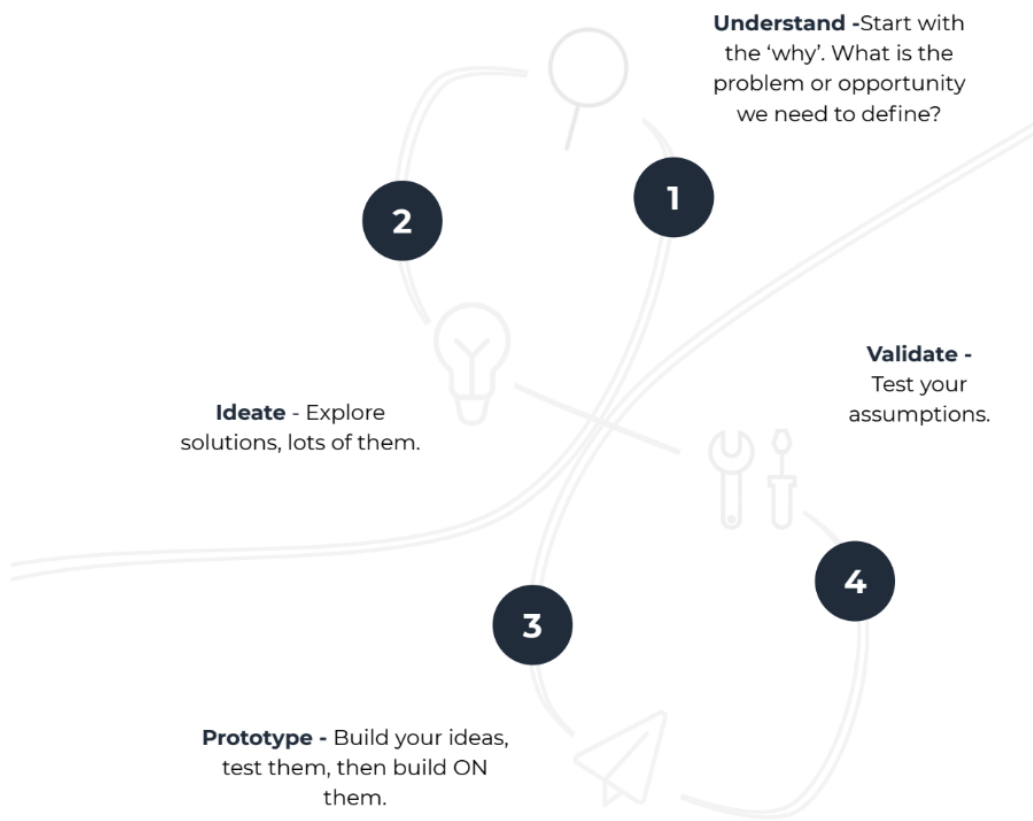 Understand -Start with
the ‘why’. What is the
problem or opportunity
we need to define?
1
2
Ideate - Explore
solutions, lots of them.
3
Prototype - Build your ideas,
test them, then build ON
them.
4
Validate -
Test your
assumptions.